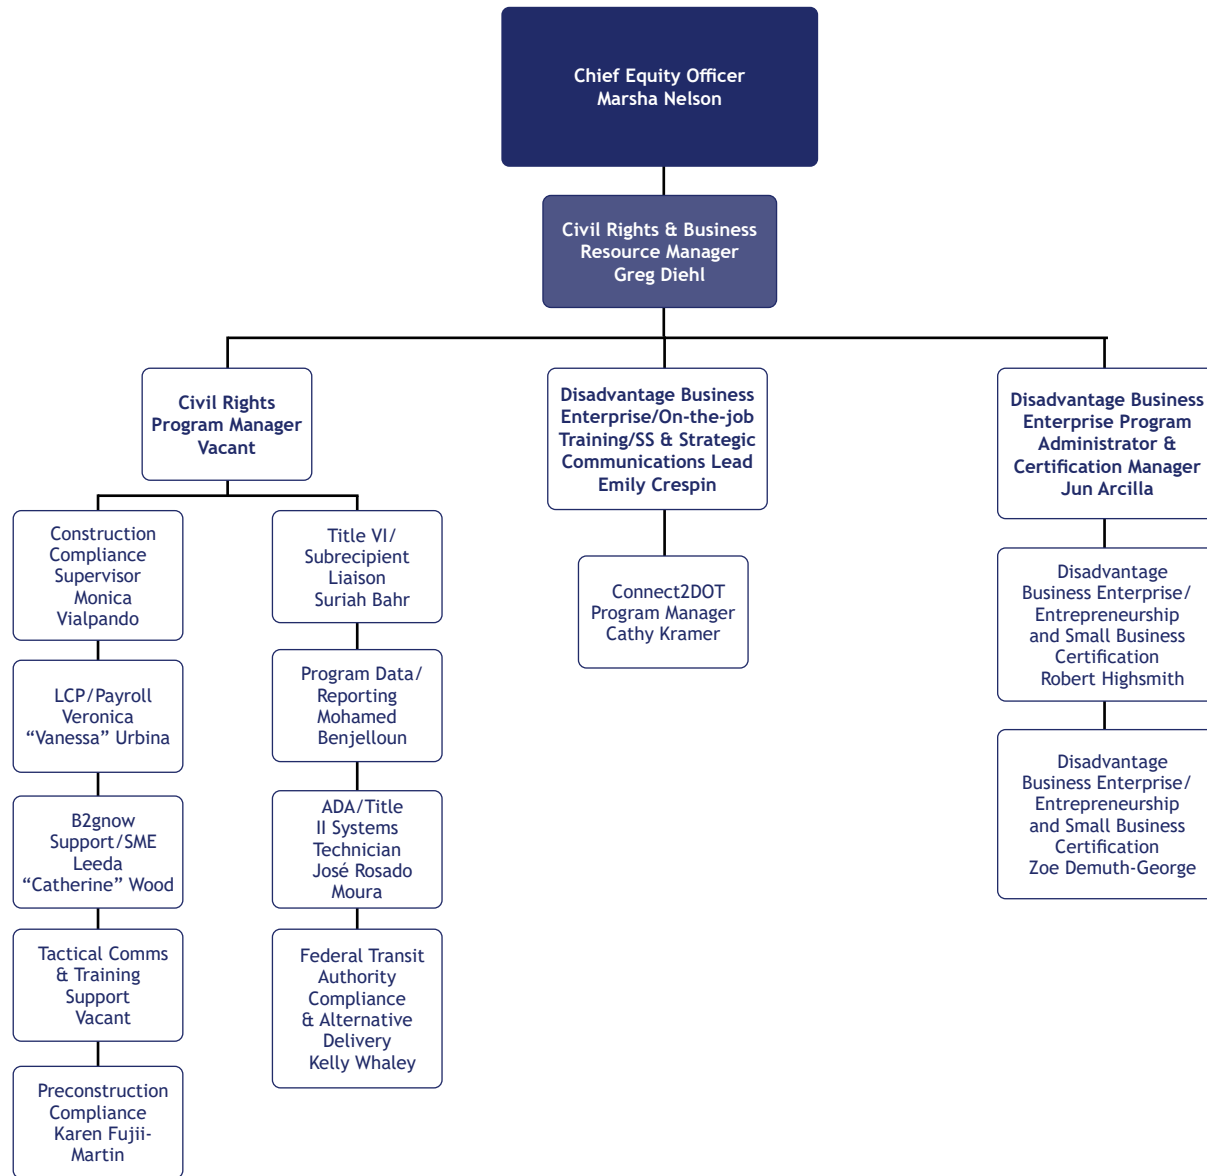 Chief Equity Officer
Marsha Nelson
Civil Rights & Business
Resource Manager
Greg Diehl
Civil Rights
Program Manager
Vacant
Disadvantage Business
Enterprise/On-the-job
Training/SS & Strategic
Communications Lead
Emily Crespin
Disadvantage Business
Enterprise Program
Administrator &
Certification Manager
Jun Arcilla
Construction
Compliance
Supervisor
Monica
Vialpando
LCP/Payroll
Veronica
“Vanessa” Urbina
B2gnow
Support/SME
Leeda
“Catherine” Wood
Tactical Comms
& Training
Support
Vacant
Preconstruction
Compliance
Karen Fujii-
Martin
Title VI/
Subrecipient
Liaison
Suriah Bahr
Program Data/
Reporting
Mohamed
Benjelloun
ADA/Title
II Systems
Technician
José Rosado
Moura
Federal Transit
Authority
Compliance
& Alternative
Delivery
Kelly Whaley
Connect2DOT
Program Manager
Cathy Kramer
Disadvantage
Business Enterprise/
Entrepreneurship
and Small Business
Certification
Robert Highsmith
Disadvantage
Business Enterprise/
Entrepreneurship
and Small Business
Certification
Zoe Demuth-George